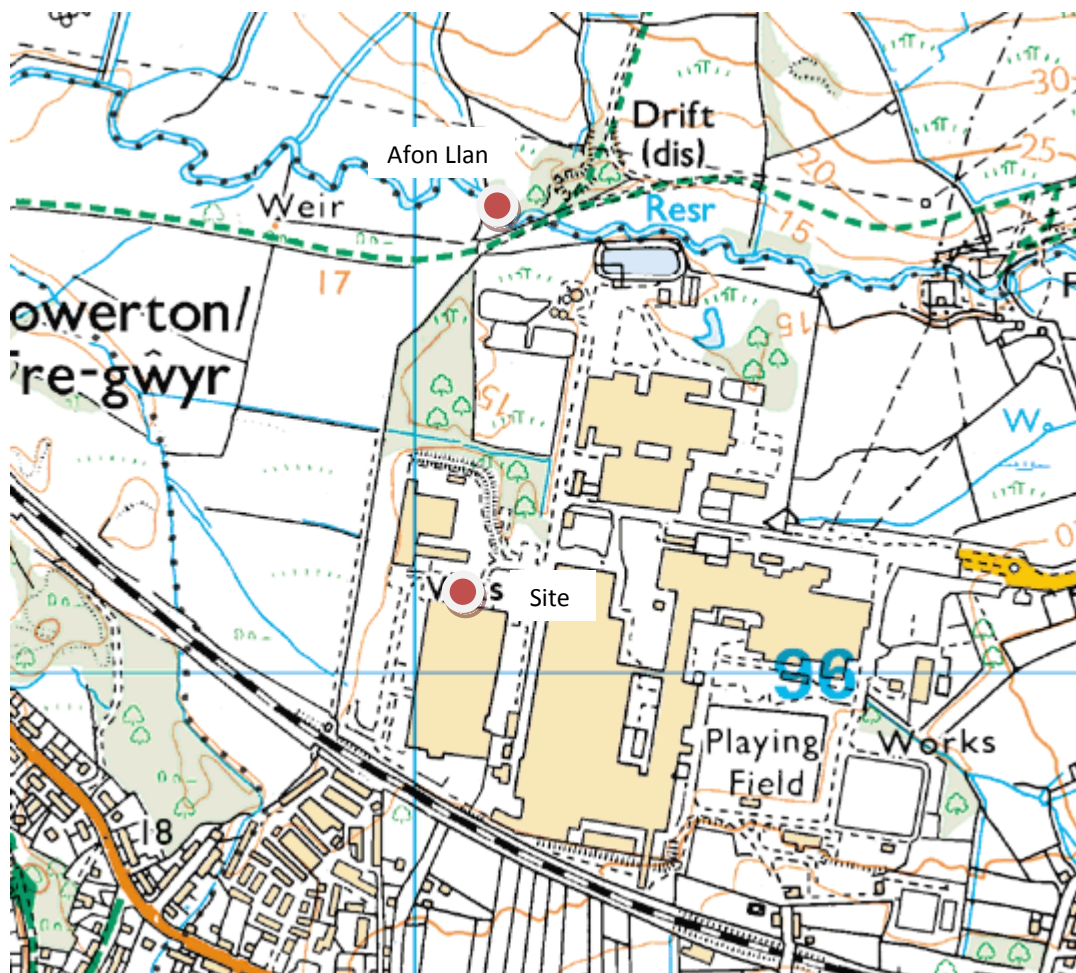 Drift
(dis)
30
25
20
Afon Llan
Weir
Resr
15
17
owerton/
re-gŵyr
15
15
W
Site
96
Playing
Field
Works
18